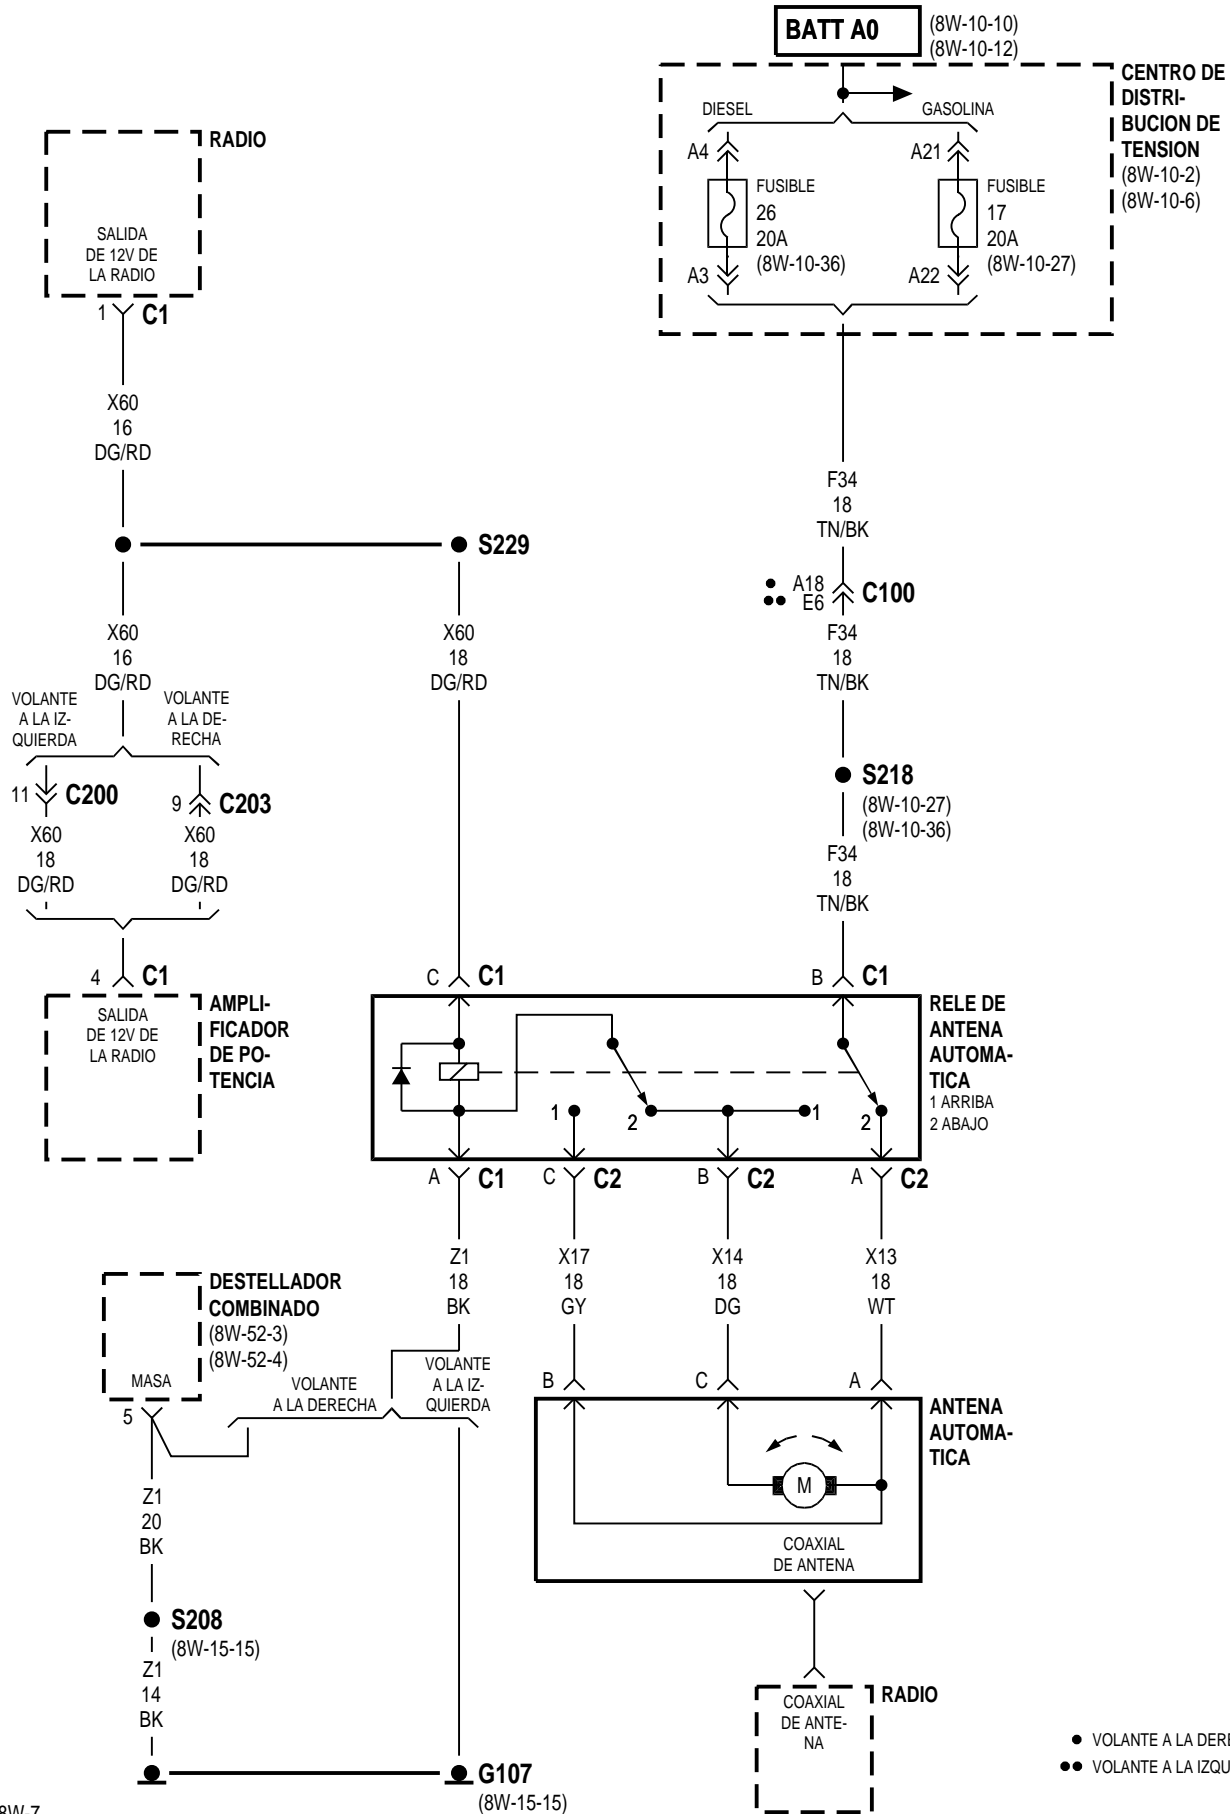 BATT A0
(8W-10-10)
(8W-10-12)
CENTRO DE
DISTRI-
BUCION DE
TENSION
(8W-10-2)
(8W-10-6)
DIESEL
GASOLINA
A4
A21
FUSIBLE
26
20A
(8W-10-36)
FUSIBLE
17
20A
(8W-10-27)
A3
A22
RADIO
SALIDA
DE 12V DE
LA RADIO
1
C1
X60
16
DG/RD
F34
18
TN/BK
S229
A18
E6
C100
X60
16
DG/RD
X60
18
DG/RD
F34
18
TN/BK
VOLANTE
A LA IZ-
QUIERDA
VOLANTE
A LA DE-
RECHA
11
C200
9
C203
S218
(8W-10-27)
(8W-10-36)
X60
18
DG/RD
X60
18
DG/RD
F34
18
TN/BK
4
C1
C
C1
B
C1
SALIDA
DE 12V DE
LA RADIO
AMPLI-
FICADOR
DE PO-
TENCIA
RELE DE
ANTENA
AUTOMA-
TICA
1 ARRIBA
2 ABAJO
1
2
1
2
A
C1
C
C2
B
C2
A
C2
Z1
18
BK
X17
18
GY
X14
18
DG
X13
18
WT
DESTELLADOR
COMBINADO
(8W-52-3)
(8W-52-4)
MASA
5
VOLANTE
A LA DERECHA
VOLANTE
A LA IZ-
QUIERDA
B
C
A
ANTENA
AUTOMA-
TICA
M
COAXIAL
DE ANTENA
Z1
20
BK
S208
(8W-15-15)
Z1
14
BK
G107
(8W-15-15)
RADIO
COAXIAL
DE ANTE-
NA
VOLANTE A LA DERE
VOLANTE A LA IZQU
8W-7